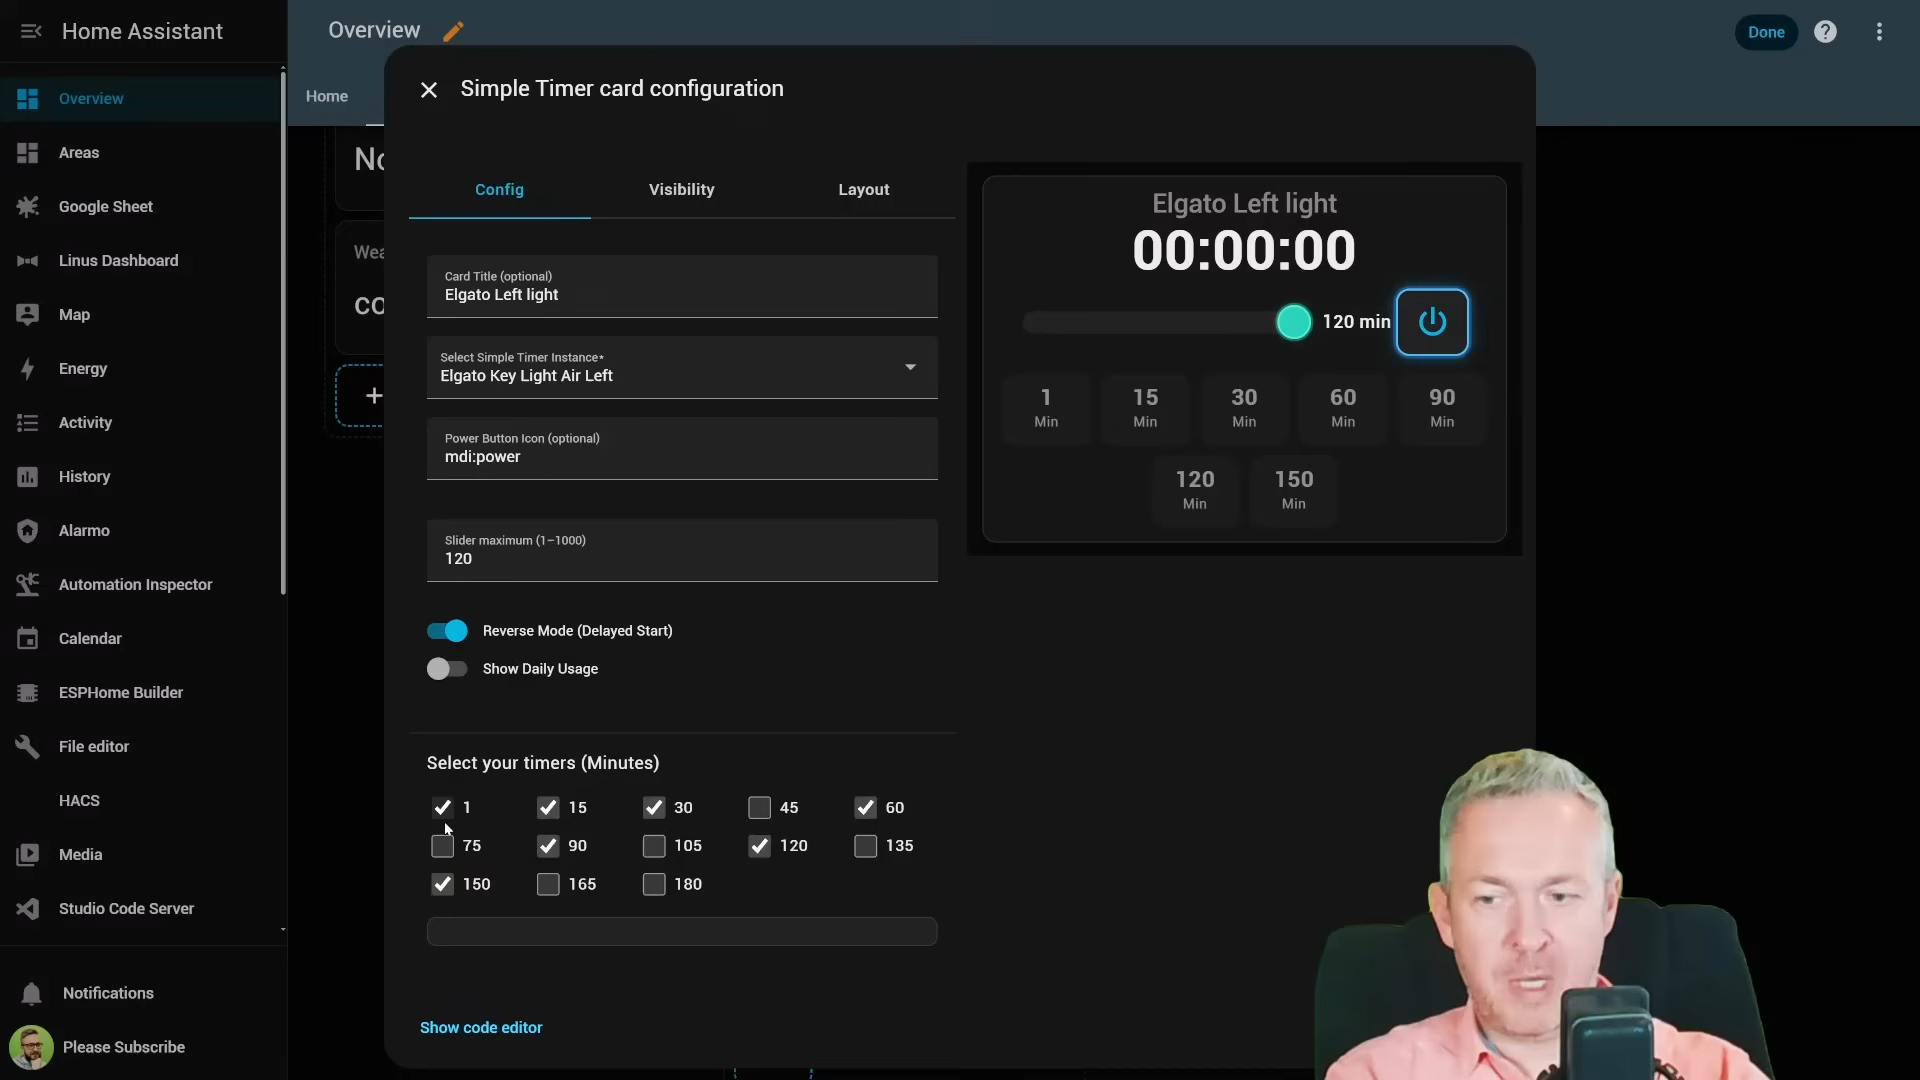 Home Assistant
Overview
Areas
Google Sheet
Linus Dashboard
Map
Energy
Activity
History
Alarmo
Automation Inspector
Calendar
ESPHome Builder
File editor
HACS
Media
Studio Code Server
Notifications
Please Subscribe
Overview
Done
Home
Simple Timer card configuration
Config Visibility Layout
Card Title (optional)
Elgato Left light
Select Simple Timer Instance*
Elgato Key Light Air Left
Power Button Icon (optional)
mdi:power
Slider maximum (1–1000)
120
Reverse Mode (Delayed Start)
Show Daily Usage
Select your timers (Minutes)
1 15 30 45 60
75 90 105 120 135
150 165 180
Show code editor
Elgato Left light
00:00:00
120 min
1 15 30 60 90
Min Min Min Min Min
120 150
Min Min